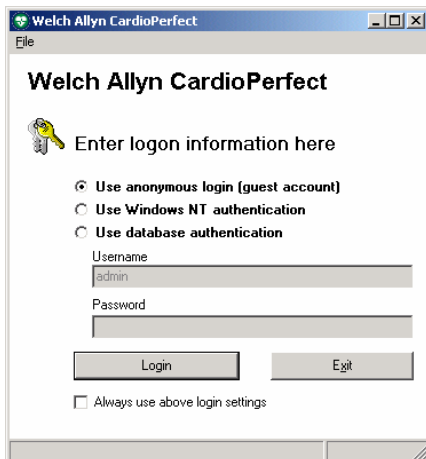 Welch Allyn CardioPerfect
File
Welch Allyn CardioPerfect
Enter logon information here
Use anonymous login (guest account)
Use Windows NT authentication
Use database authentication
Username
admin
Password
Login
Exit
Always use above login settings